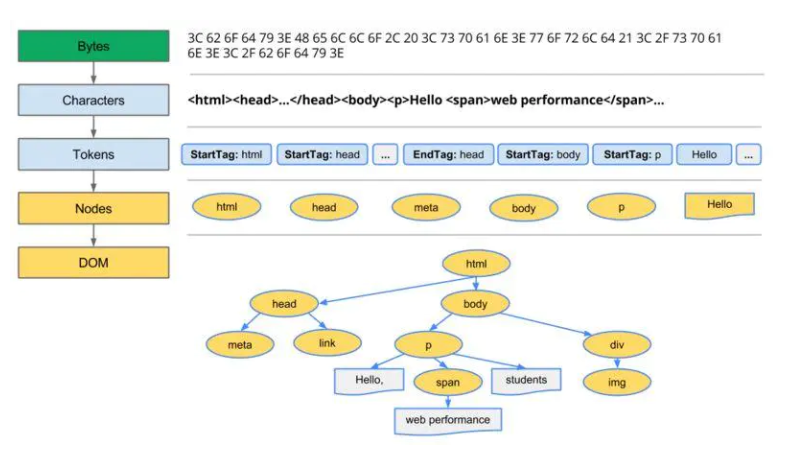 Bytes
3C 62 6F 64 79 3E 48 65 6C 6C 6F 2C 20 3C 73 70 61 6E 3E 77 6F 72 6C 64 21 3C 2F 73 70 61
6E 3E 3C 2F 62 6F 64 79 3E
Characters
<html><head>...</head><body><p>Hello <span>web performance</span>...
Tokens
StartTag: html
StartTag: head
...
EndTag: head
StartTag: body
StartTag: p
Hello
...
Nodes
html
head
meta
body
p
Hello
DOM
html
head
body
meta
link
p
div
Hello,
span
students
img
web performance